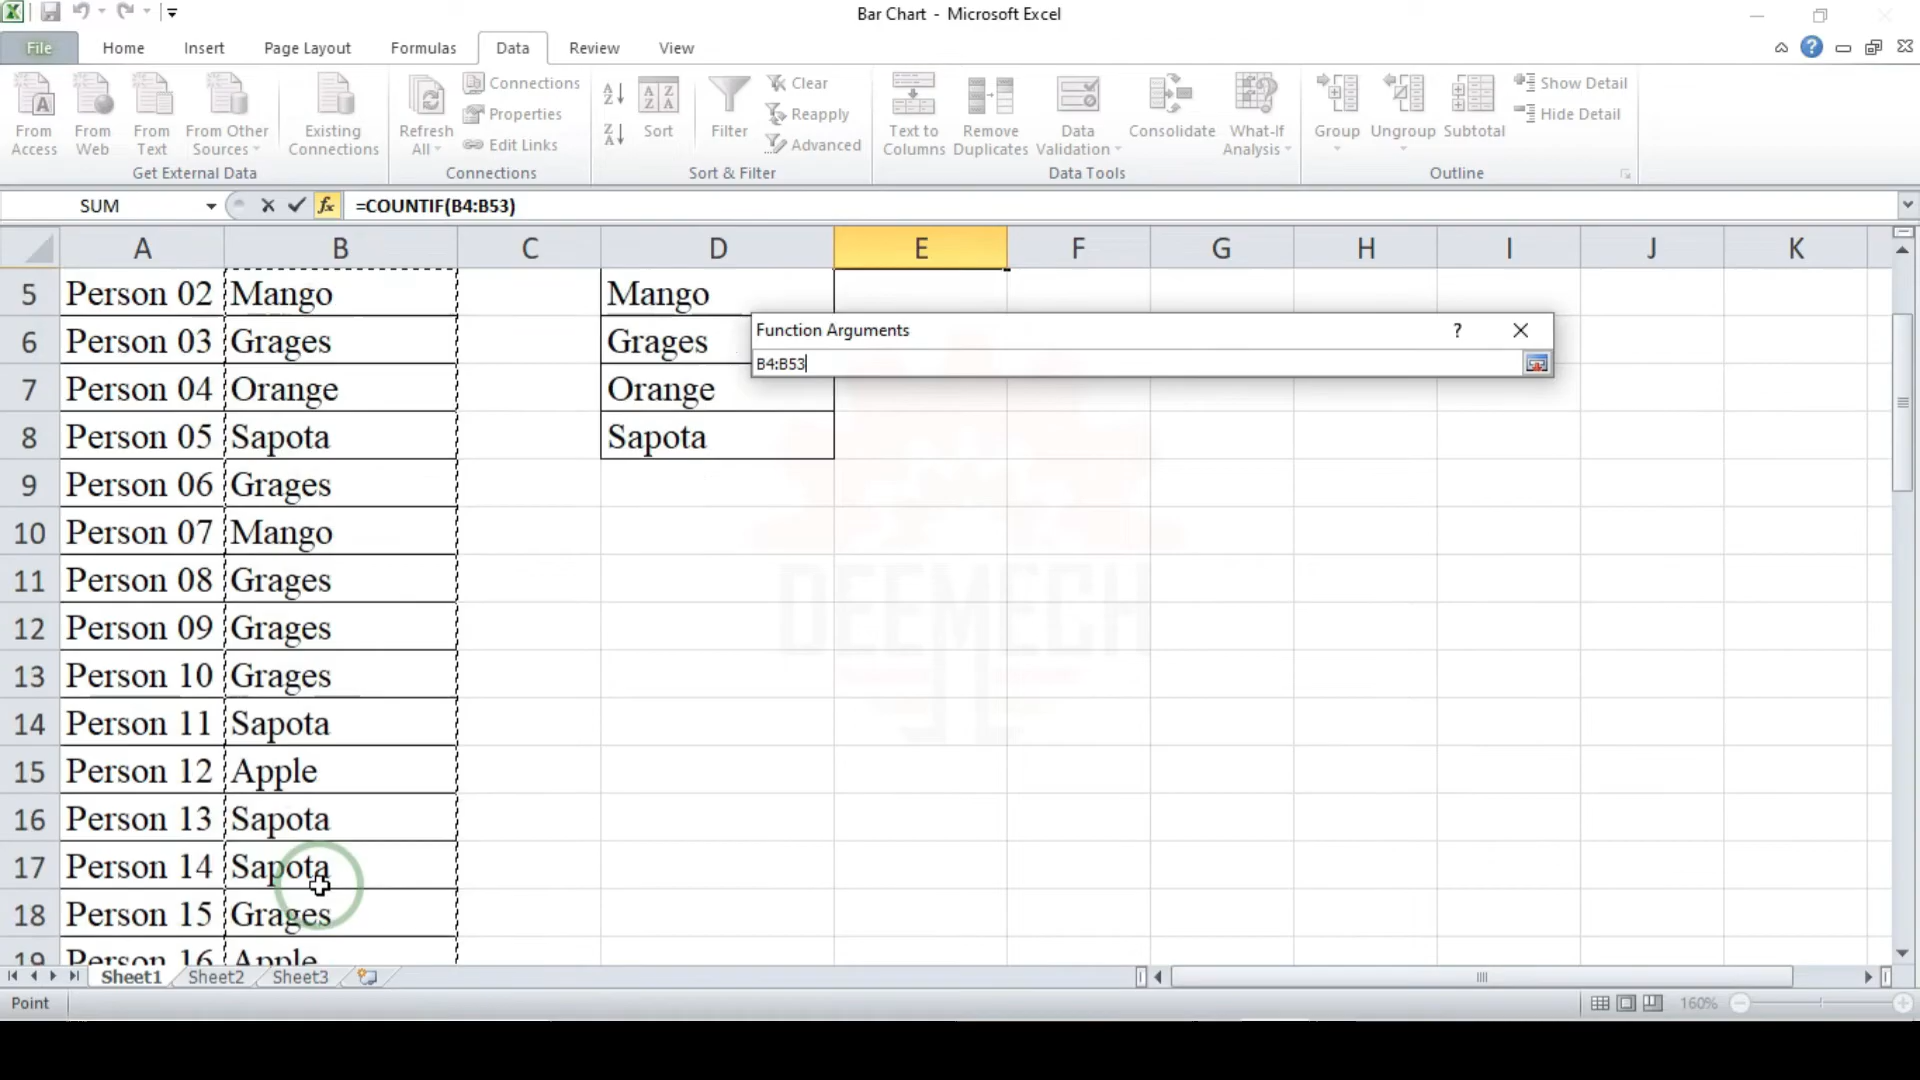 Bar Chart - Microsoft Excel
File Home Insert Page Layout Formulas Data Review View
From Access
From Web
From Text
From Other Sources
Existing Connections
Get External Data
Refresh All
Connections
Properties
Edit Links
Connections
Sort
Filter
Clear
Reapply
Advanced
Sort & Filter
Text to Columns
Remove Duplicates
Data Validation
Consolidate
What-If Analysis
Data Tools
Group
Ungroup
Subtotal
Show Detail
Hide Detail
Outline
SUM fx =COUNTIF(B4:B53)
A B C D E F G H I J K
5 Person 02 Mango Mango
Function Arguments ?
6 Person 03 Grages Grages
B4:B53
7 Person 04 Orange Orange
8 Person 05 Sapota Sapota
9 Person 06 Grages
10 Person 07 Mango
11 Person 08 Grages
12 Person 09 Grages
13 Person 10 Grages
14 Person 11 Sapota
15 Person 12 Apple
16 Person 13 Sapota
17 Person 14 Sapota
18 Person 15 Grages
19 Person 16 Apple
DEEMECH
Sheet1 Sheet2 Sheet3
Point 160%